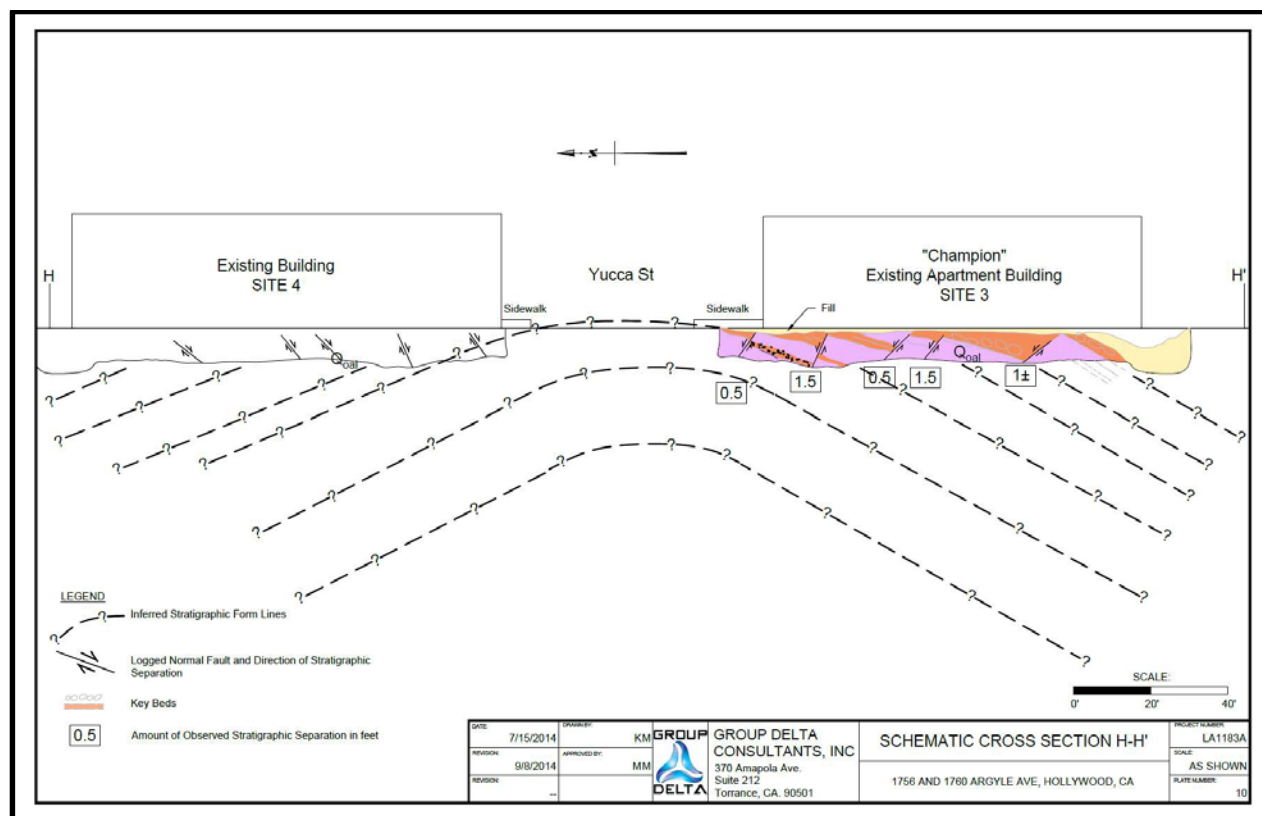 Existing Building
SITE 4
H
Yucca St
"Champion"
Existing Apartment Building
SITE 3
H'
Sidewalk
Sidewalk
Fill
Qoal
Qoal
0.5
1.5
0.5
1.5
1±
LEGEND
Inferred Stratigraphic Form Lines
Logged Normal Fault and Direction of Stratigraphic
Separation
Key Beds
0.5
Amount of Observed Stratigraphic Separation in feet
SCALE:
0' 20' 40'
DATE:
7/15/2014
DRAWN BY:
KM
REVISION:
9/8/2014
APPROVED BY:
MM
REVISION:
--
GROUP
DELTA
GROUP DELTA
CONSULTANTS, INC
370 Amapola Ave.
Suite 212
Torrance, CA. 90501
SCHEMATIC CROSS SECTION H-H'
1756 AND 1760 ARGYLE AVE, HOLLYWOOD, CA
PROJECT NUMBER:
LA1183A
SCALE:
AS SHOWN
PLATE NUMBER:
10